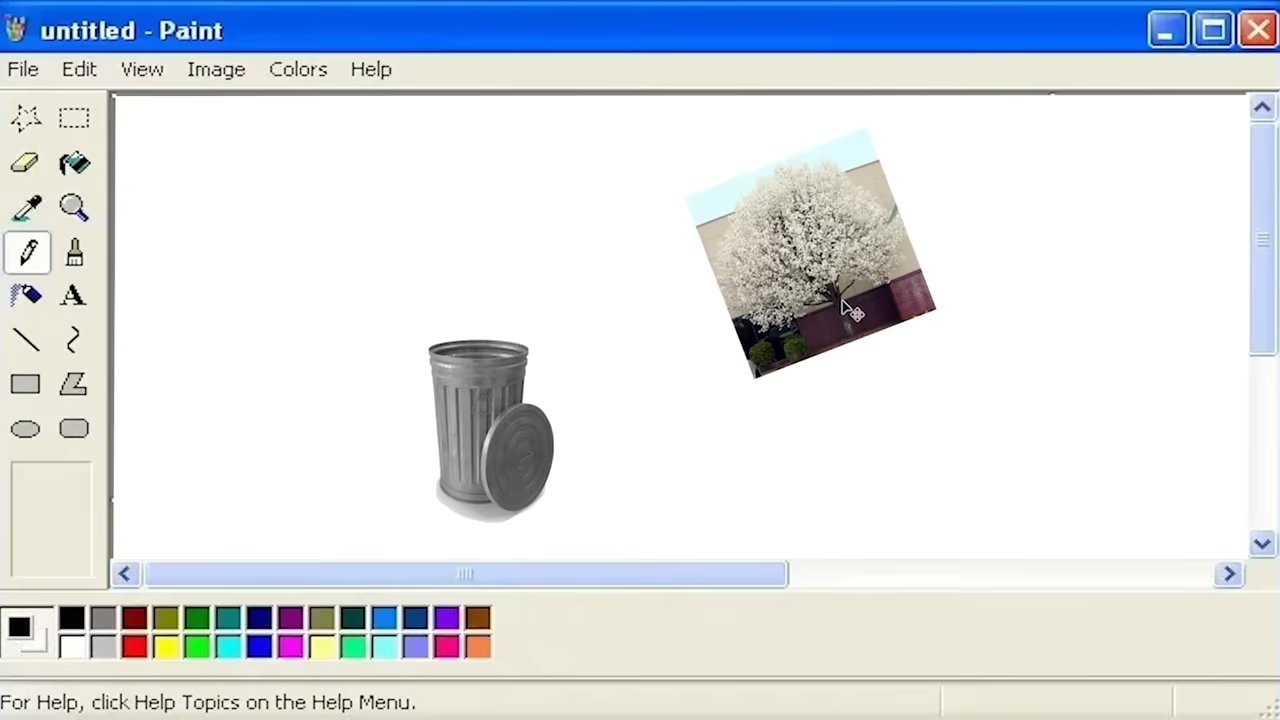 untitled - Paint
File Edit View Image Colors Help
A
For Help, click Help Topics on the Help Menu.